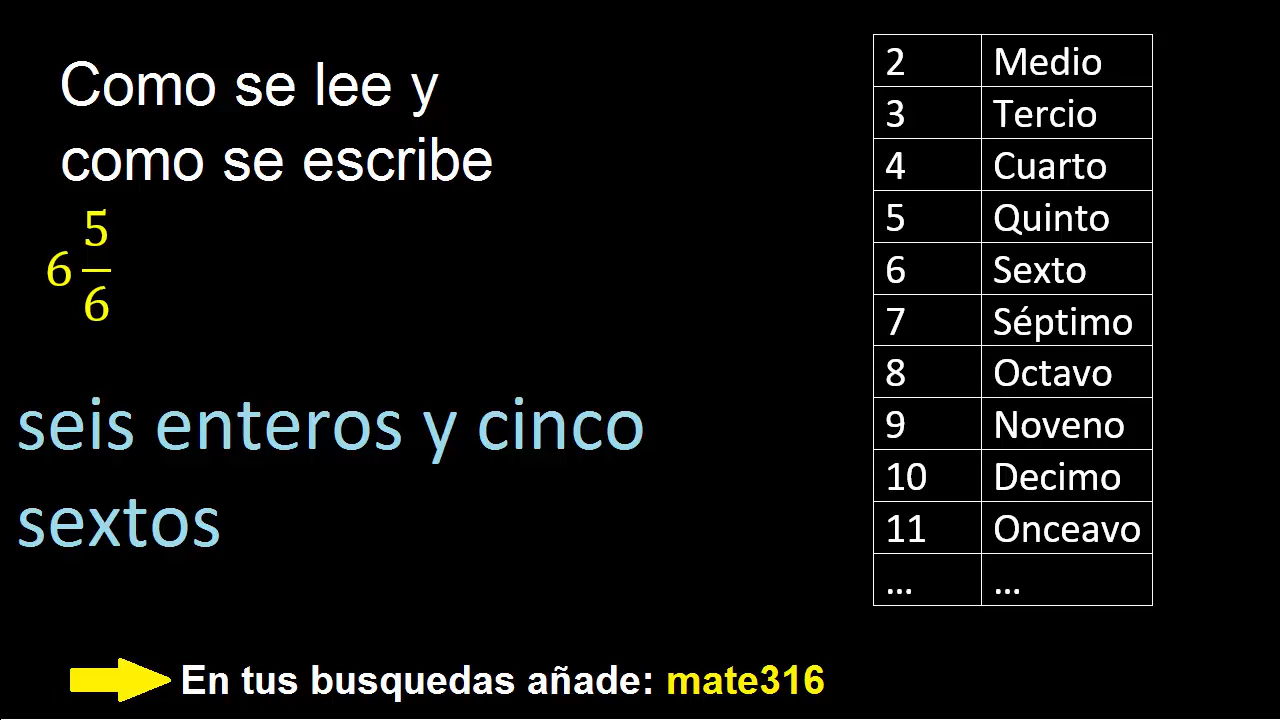 Como se lee y
como se escribe
6 5/6
seis enteros y cinco
sextos
2 Medio
3 Tercio
4 Cuarto
5 Quinto
6 Sexto
7 Séptimo
8 Octavo
9 Noveno
10 Decimo
11 Onceavo
... ...
En tus busquedas añade: mate316